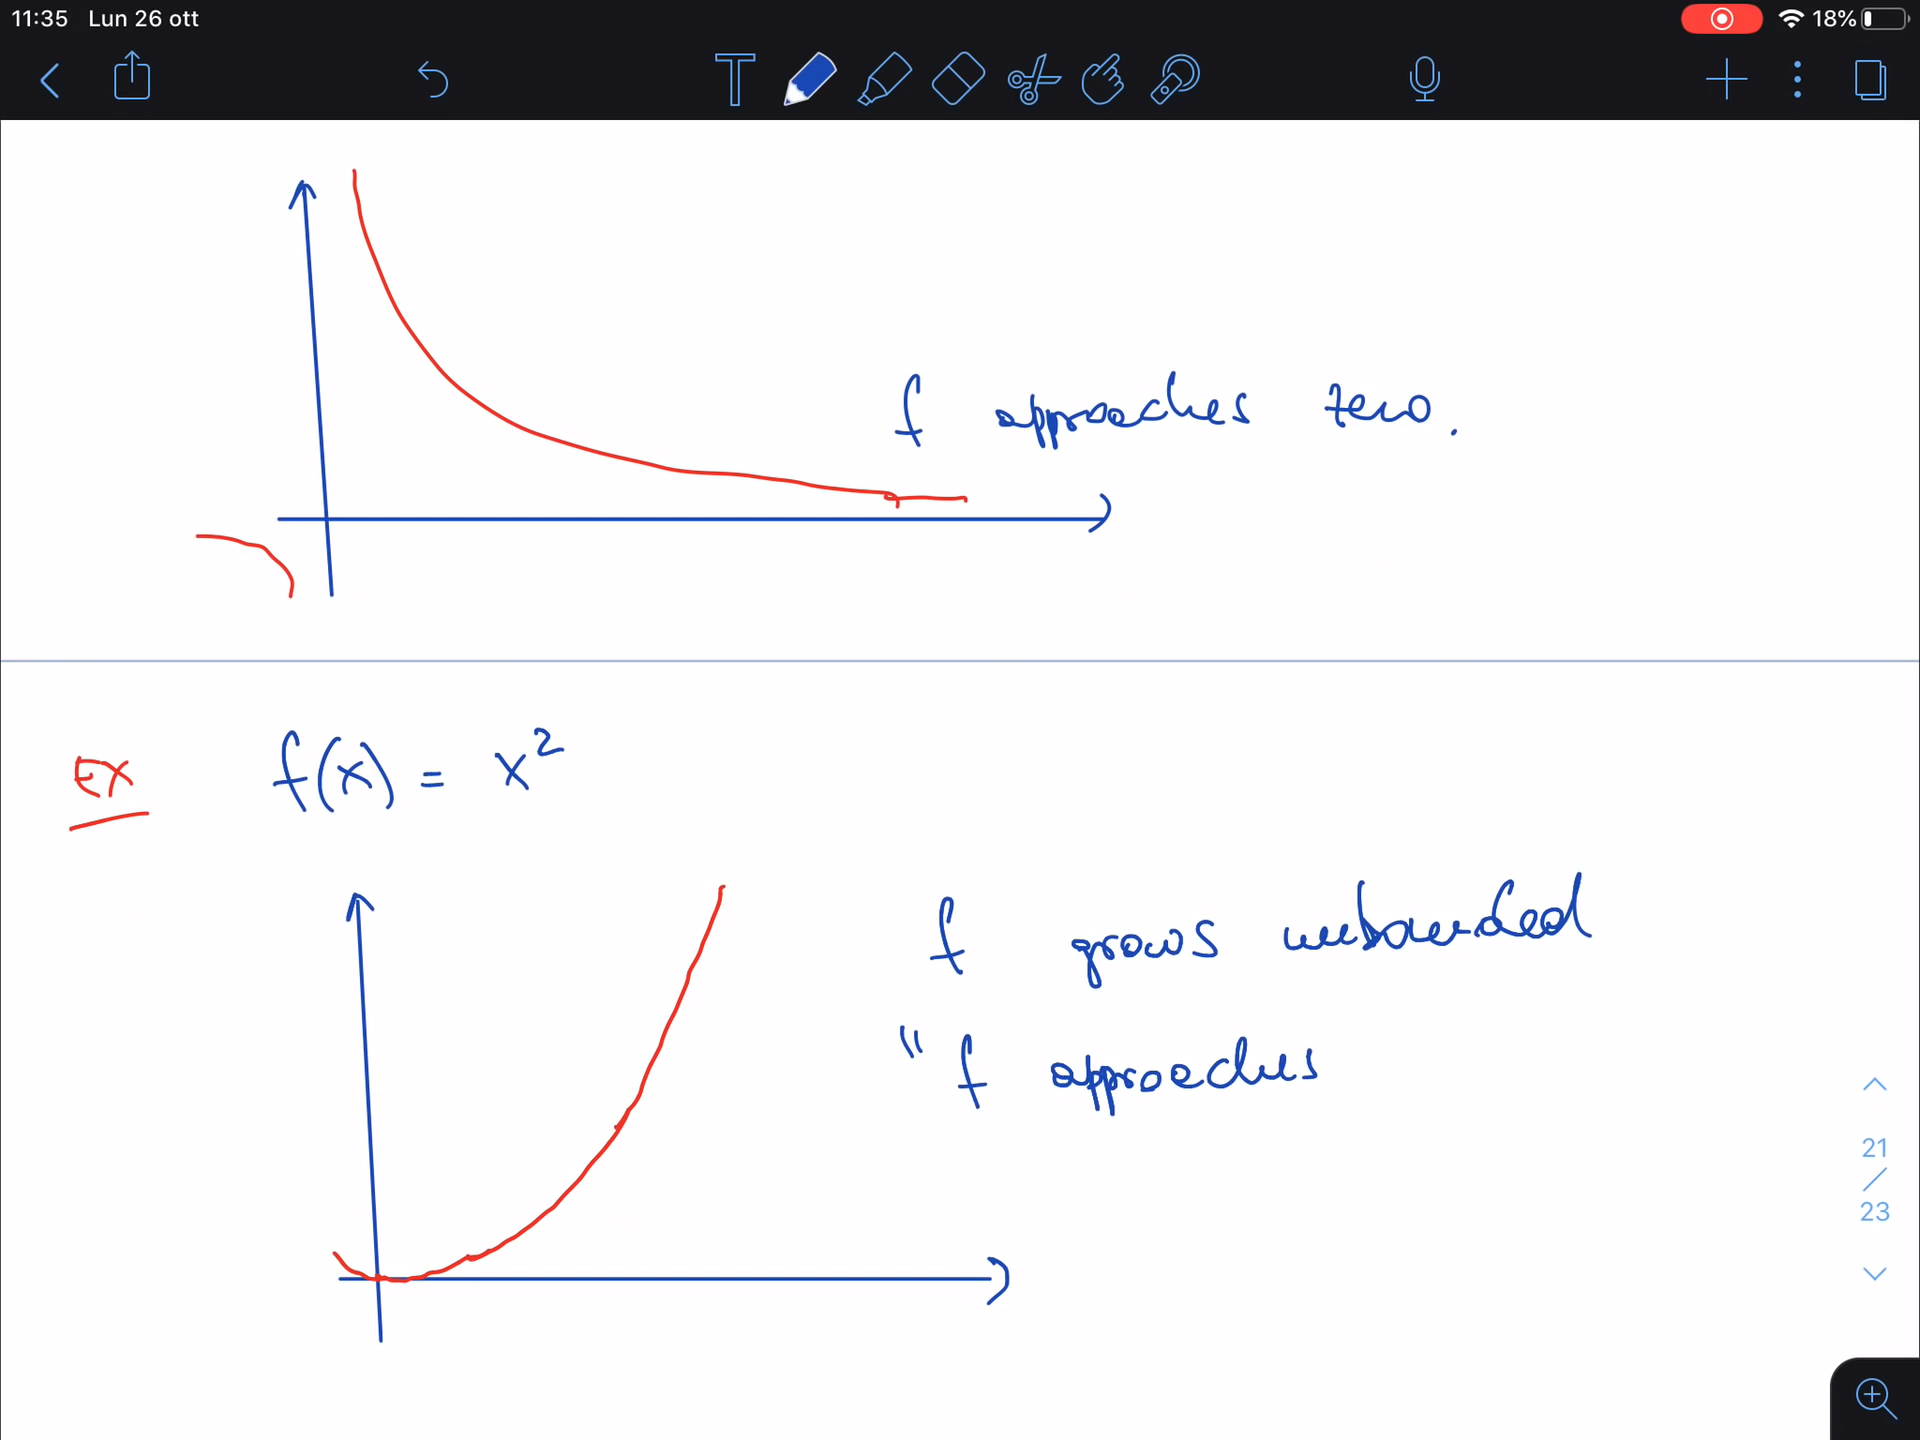 11:35 Lun 26 ott 18%
f approaches zero.
EX f(x) = x²
f grows unbounded
" f approaches
21
/
23